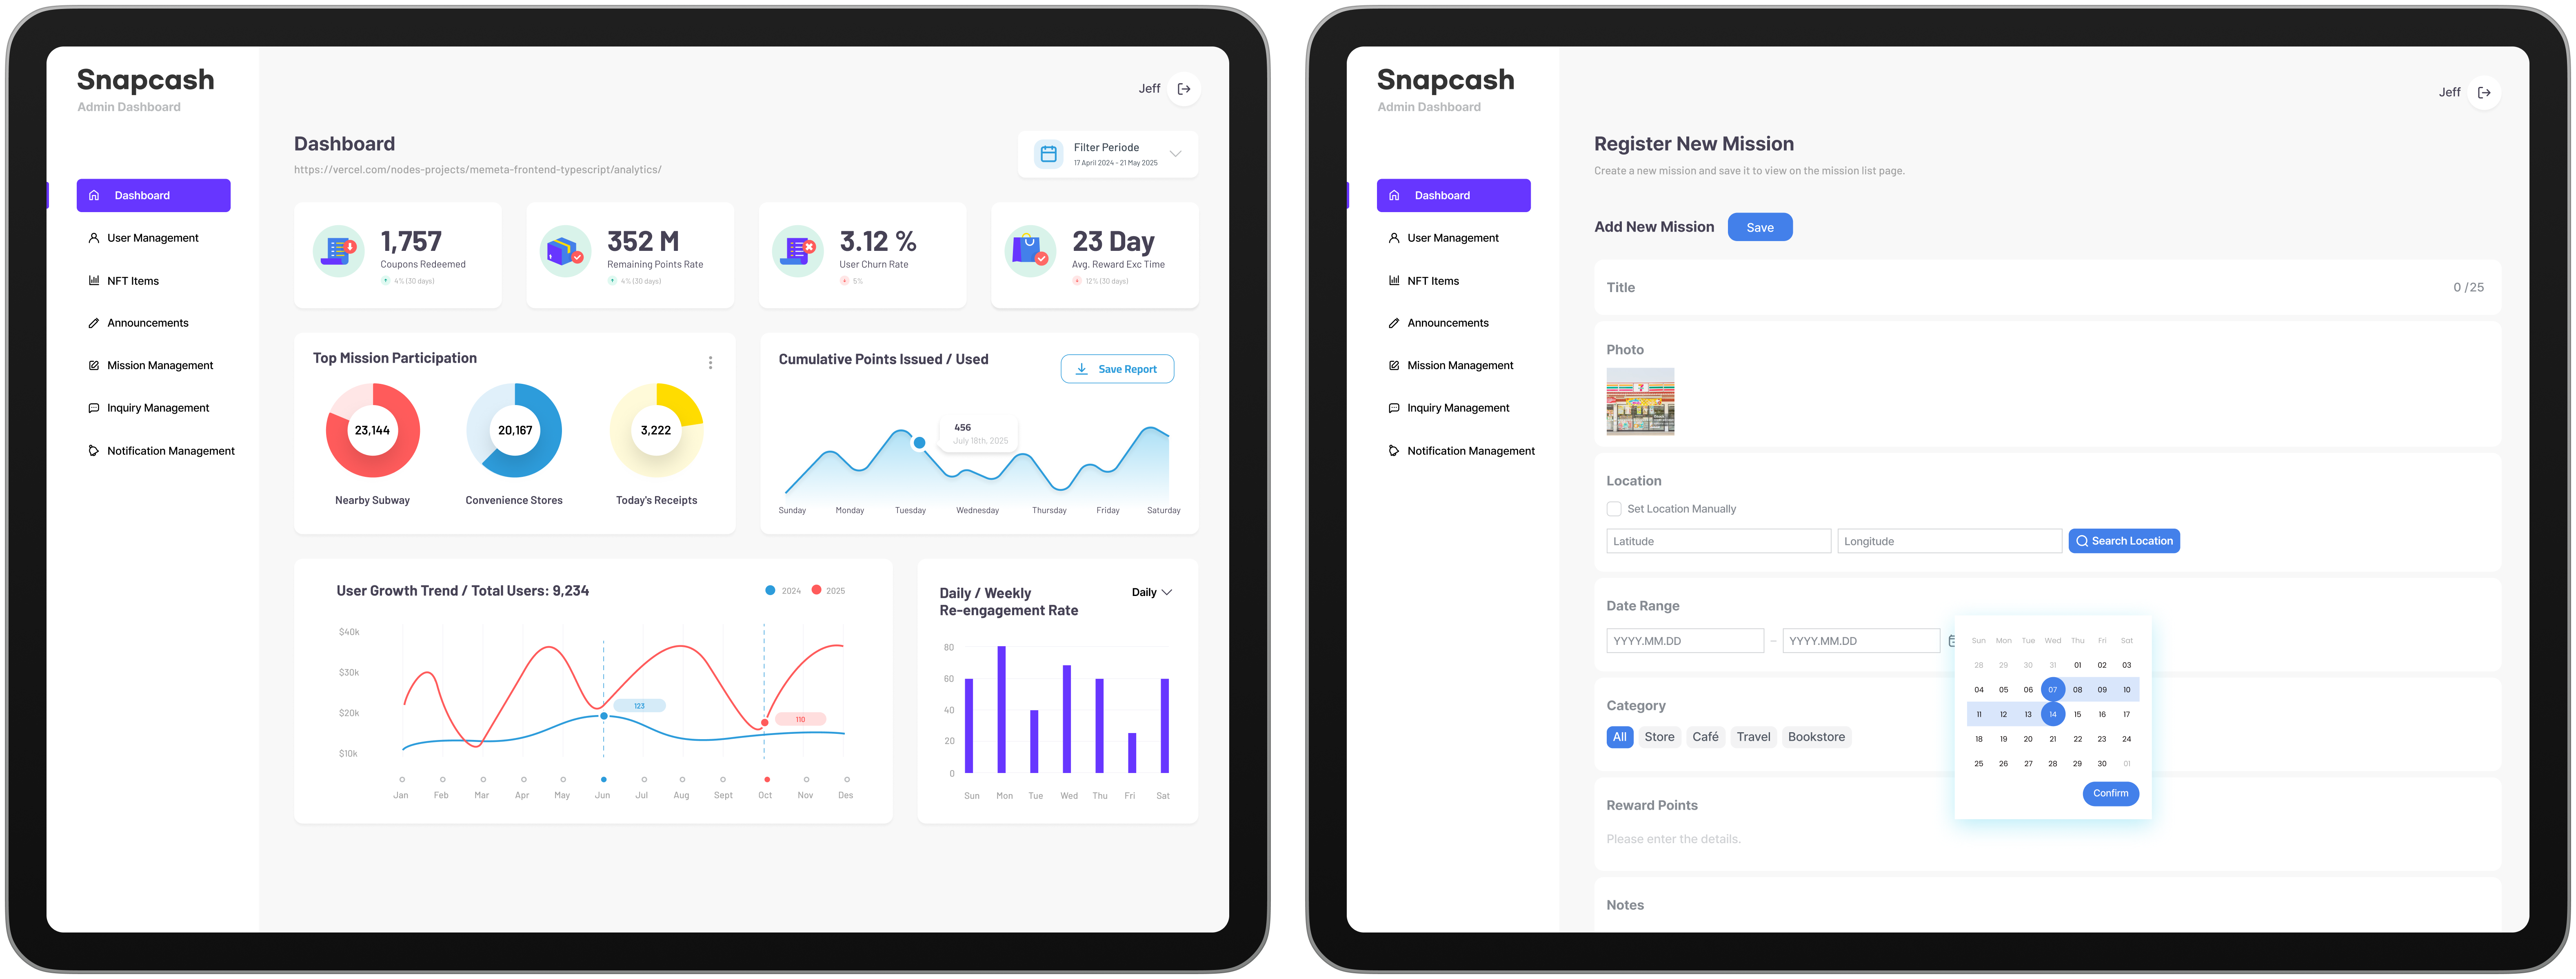 Snapcash
Admin Dashboard
Jeff
Dashboard
User Management
NFT Items
Announcements
Mission Management
Inquiry Management
Notification Management
Dashboard
https://vercel.com/nodes-projects/memeta-frontend-typescript/analytics/
Filter Periode
17 April 2024 - 21 May 2025
1,757
Coupons Redeemed
4% (30 days)
352 M
Remaining Points Rate
4% (30 days)
3.12 %
User Churn Rate
5%
23 Day
Avg. Reward Exc Time
12% (30 days)
Top Mission Participation
23,144
20,167
3,222
Nearby Subway
Convenience Stores
Today's Receipts
Cumulative Points Issued / Used
Save Report
456
July 18th, 2025
Sunday Monday Tuesday Wednesday Thursday Friday Saturday
User Growth Trend / Total Users: 9,234
2024 2025
$40k
$30k
$20k
$10k
123
110
Jan Feb Mar Apr May Jun Jul Aug Sept Oct Nov Des
Daily / Weekly
Re-engagement Rate
Daily
80
60
40
20
0
Sun Mon Tue Wed Thu Fri Sat
Snapcash
Admin Dashboard
Jeff
Dashboard
User Management
NFT Items
Announcements
Mission Management
Inquiry Management
Notification Management
Register New Mission
Create a new mission and save it to view on the mission list page.
Add New Mission
Save
Title
0 /25
Photo
Location
Set Location Manually
Latitude
Longitude
Search Location
Date Range
YYYY.MM.DD – YYYY.MM.DD
Sun Mon Tue Wed Thu Fri Sat
28 29 30 31 01 02 03
04 05 06 07 08 09 10
11 12 13 14 15 16 17
18 19 20 21 22 23 24
25 26 27 28 29 30 01
Confirm
Category
All Store Café Travel Bookstore
Reward Points
Please enter the details.
Notes